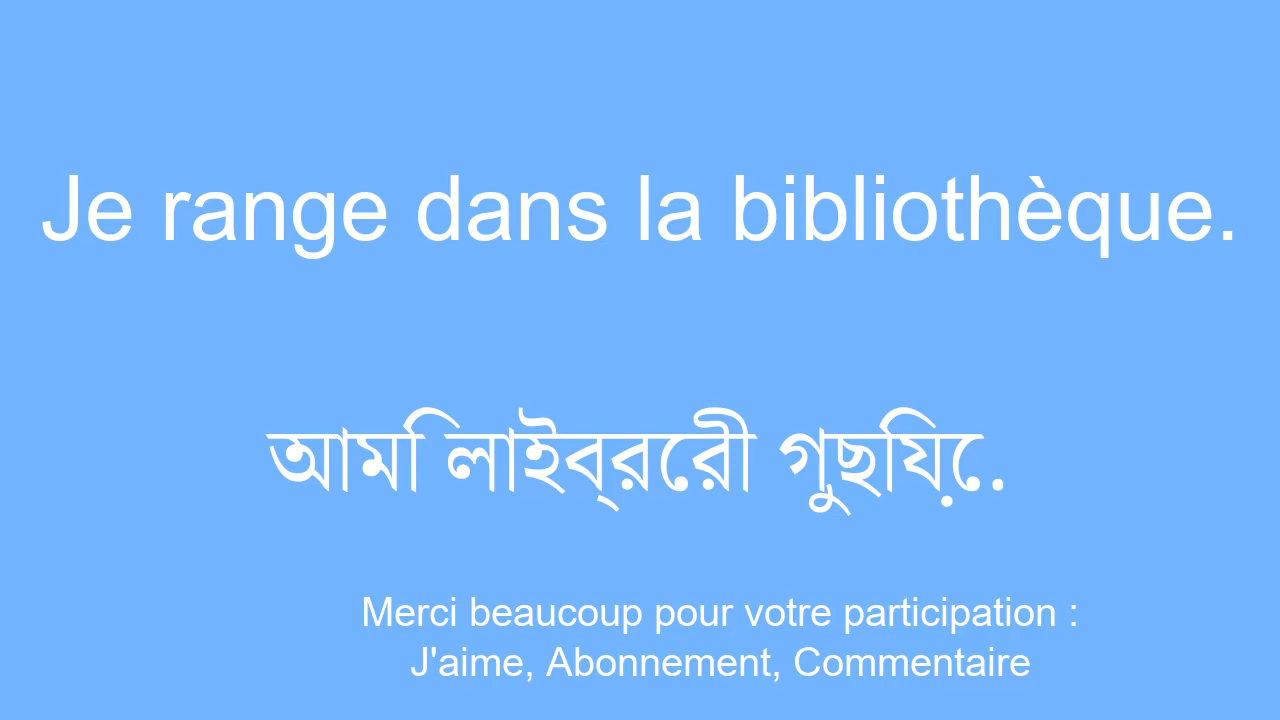 Je range dans la bibliothèque.
আমি লাইব্ররেী গুছয়িে.
Merci beaucoup pour votre participation :
J'aime, Abonnement, Commentaire